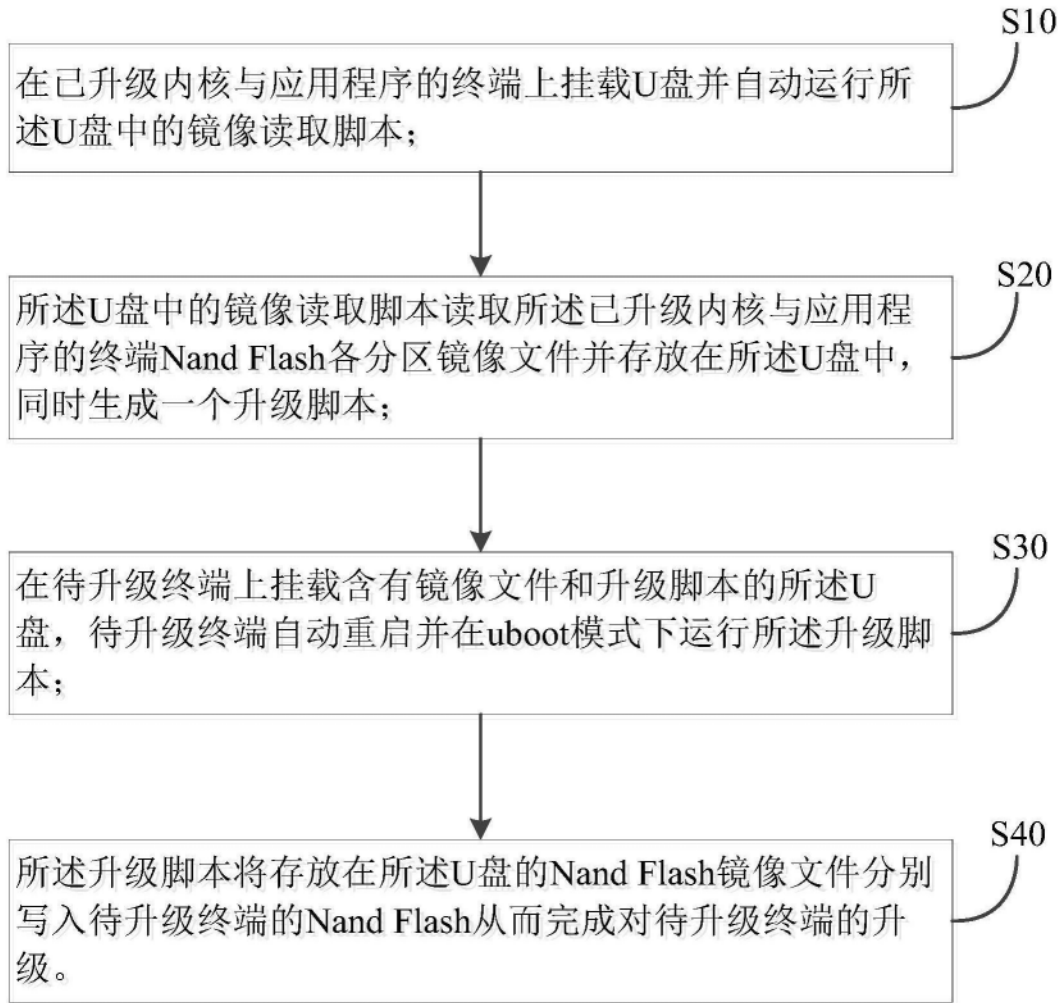 S10
在已升级内核与应用程序的终端上挂载U盘并自动运行所
述U盘中的镜像读取脚本；
S20
所述U盘中的镜像读取脚本读取所述已升级内核与应用程
序的终端Nand Flash各分区镜像文件并存放在所述U盘中，
同时生成一个升级脚本；
S30
在待升级终端上挂载含有镜像文件和升级脚本的所述U
盘，待升级终端自动重启并在uboot模式下运行所述升级脚
本；
S40
所述升级脚本将存放在所述U盘的Nand Flash镜像文件分别
写入待升级终端的Nand Flash从而完成对待升级终端的升
级。